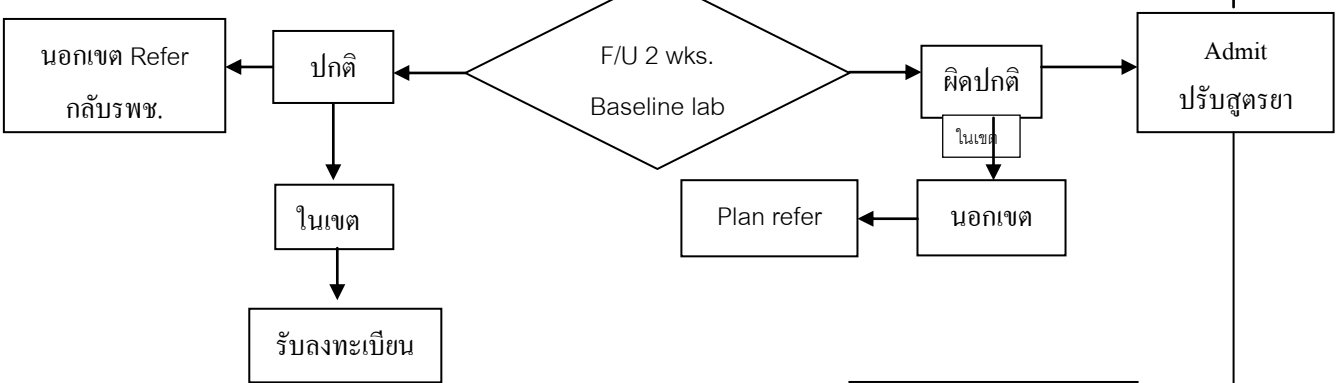 นอกเขต Refer
กลับรพช.
ปกติ
F/U 2 wks.
Baseline lab
ผิดปกติ
ในเขต
Admit
ปรับสูตรยา
ในเขต
Plan refer
นอกเขต
รับลงทะเบียน